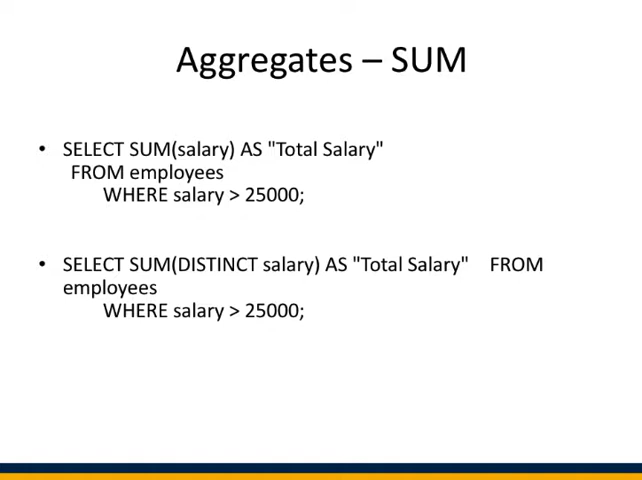 Aggregates – SUM
• SELECT SUM(salary) AS "Total Salary"
FROM employees
WHERE salary > 25000;
• SELECT SUM(DISTINCT salary) AS "Total Salary" FROM
employees
WHERE salary > 25000;